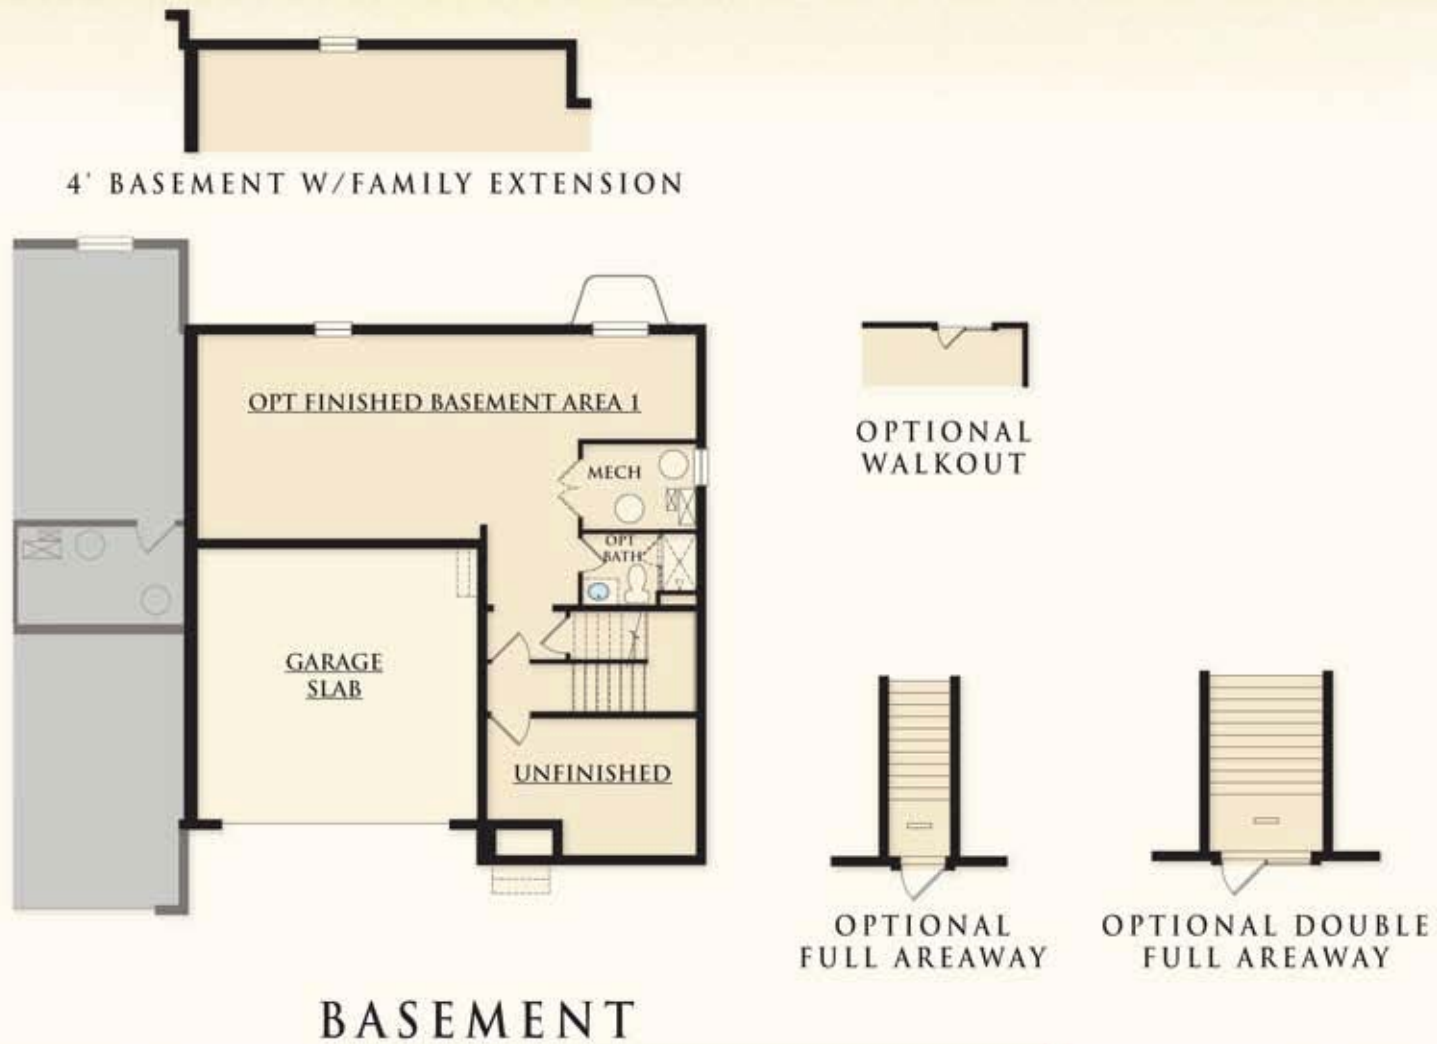 4' BASEMENT W/FAMILY EXTENSION
OPT FINISHED BASEMENT AREA 1
MECH
OPT
BATH
GARAGE
SLAB
UNFINISHED
OPTIONAL
WALKOUT
OPTIONAL
FULL AREAWAY
OPTIONAL DOUBLE
FULL AREAWAY
BASEMENT